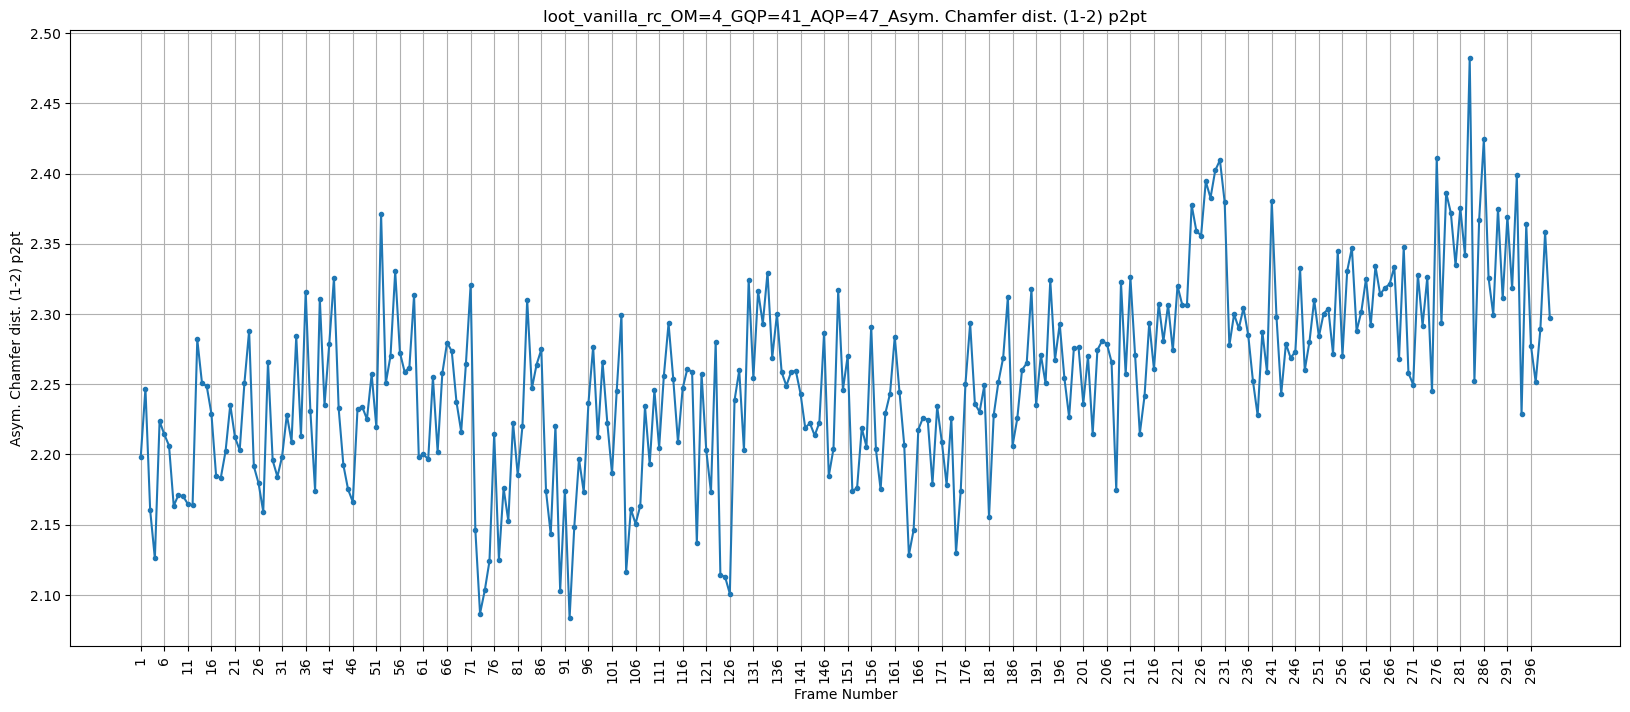 loot_vanilla_rc_OM=4_GQP=41_AQP=47_Asym. Chamfer dist. (1-2) p2pt
Asym. Chamfer dist. (1-2) p2pt
2.50
2.45
2.40
2.35
2.30
2.25
2.20
2.15
2.10
1 6 11 16 21 26 31 36 41 46 51 56 61 66 71 76 81 86 91 96 101 106 111 116 121 126 131 136 141 146 151 156 161 166 171 176 181 186 191 196 201 206 211 216 221 226 231 236 241 246 251 256 261 266 271 276 281 286 291 296
Frame Number